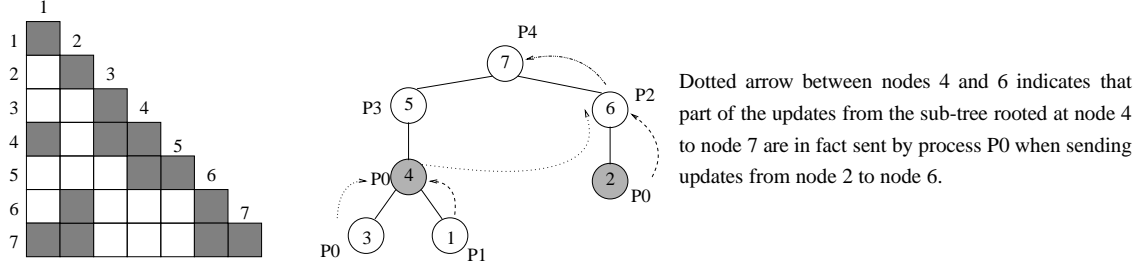 1
1 2
2 3
3 4
4 5
5 6
6 7
7
P4
7
P3 5
6 P2
P0 4
2 P0
3 1
P0 P1
Dotted arrow between nodes 4 and 6 indicates that
part of the updates from the sub-tree rooted at node 4
to node 7 are in fact sent by process P0 when sending
updates from node 2 to node 6.